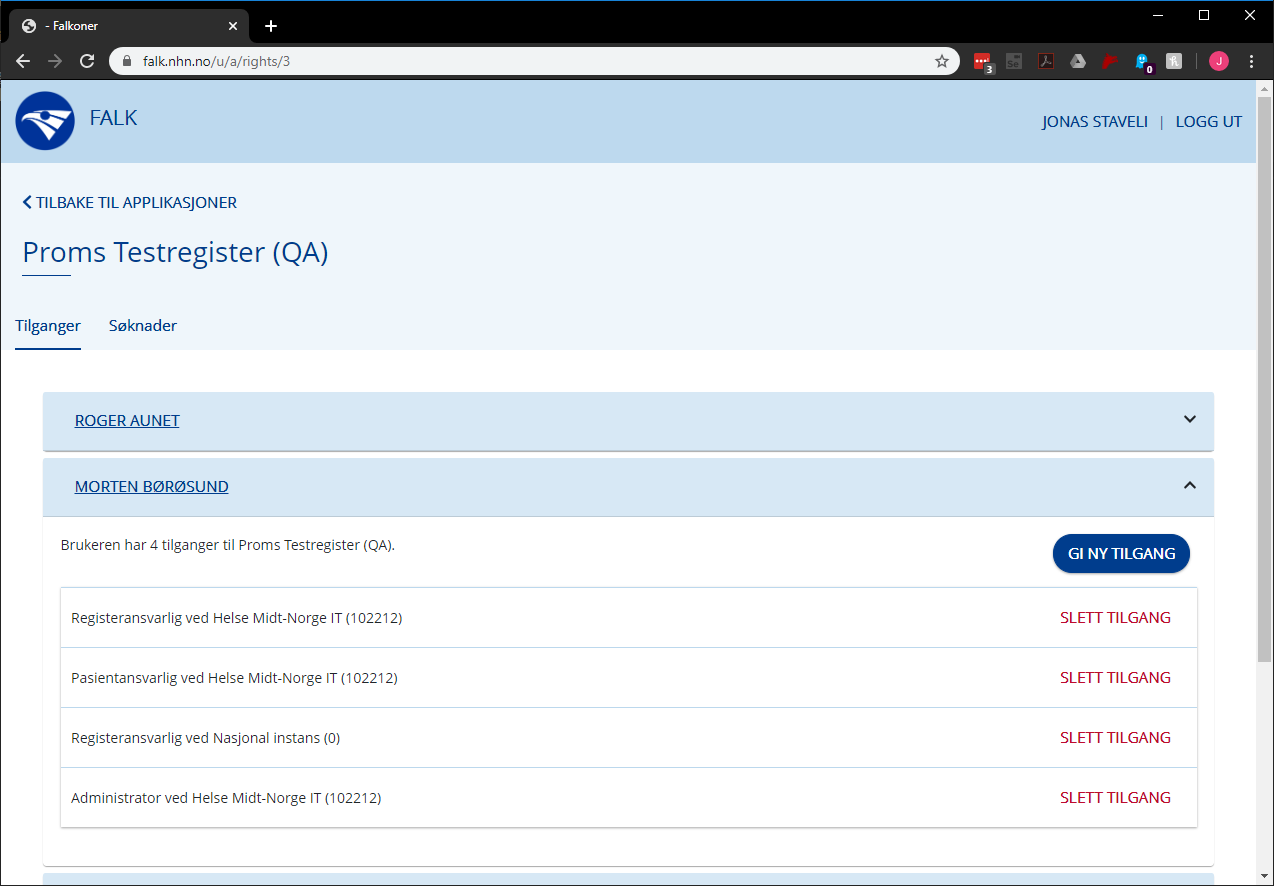 - Falkoner
falk.nhn.no/u/a/rights/3
3
0
J
FALK
JONAS STAVELI | LOGG UT
TILBAKE TIL APPLIKASJONER
Proms Testregister (QA)
Tilganger Søknader
ROGER AUNET
MORTEN BØRØSUND
Brukeren har 4 tilganger til Proms Testregister (QA).
GI NY TILGANG
Registeransvarlig ved Helse Midt-Norge IT (102212) SLETT TILGANG
Pasientansvarlig ved Helse Midt-Norge IT (102212) SLETT TILGANG
Registeransvarlig ved Nasjonal instans (0) SLETT TILGANG
Administrator ved Helse Midt-Norge IT (102212) SLETT TILGANG